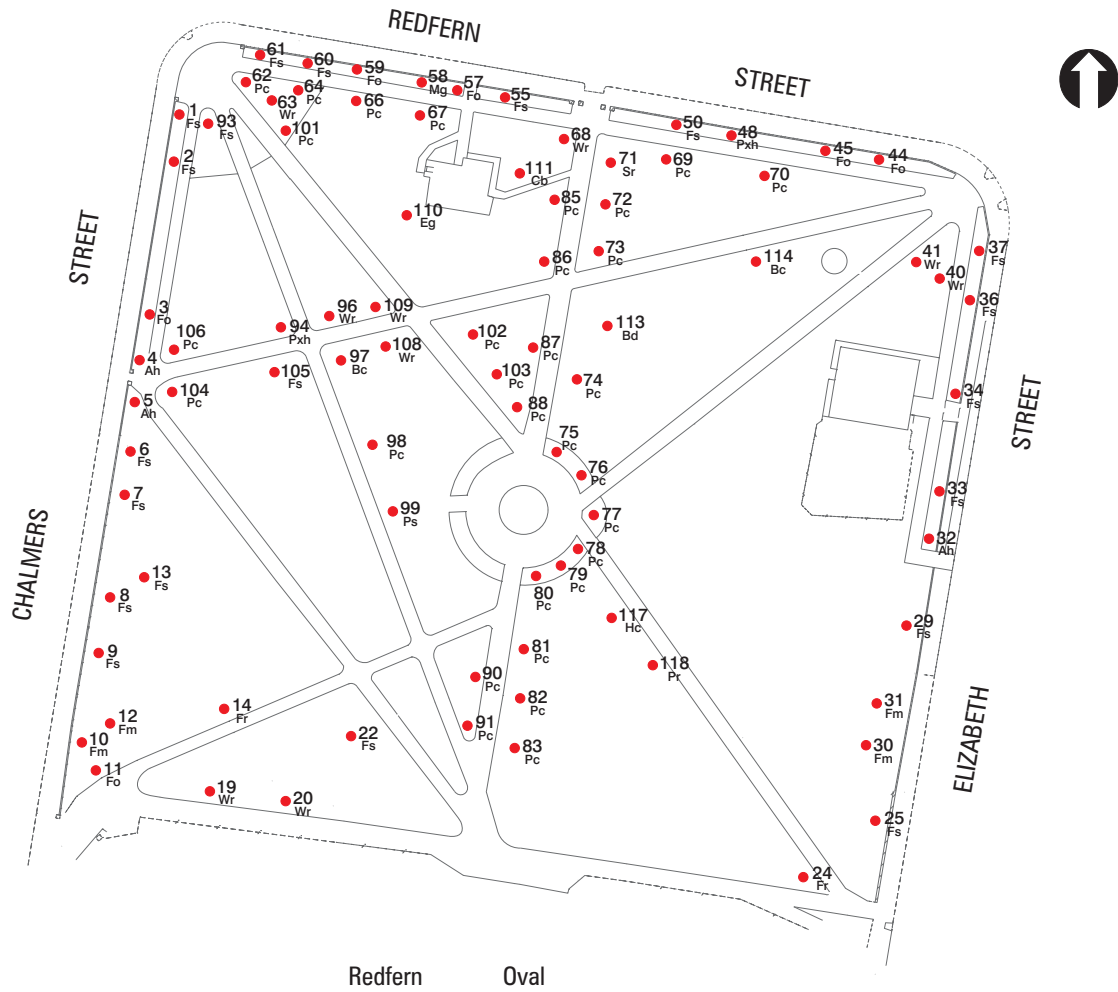 REDFERN
STREET
61
Fs
60
Fs
59
Fo
58
Mg
57
Fo
55
Fs
62
Pc
64
Pc
63
Wr
66
Pc
67
Pc
101
Pc
1
Fs
93
Fs
2
Fs
50
Fs
48
Pxh
45
Fo
44
Fo
68
Wr
71
Sr
69
Pc
70
Pc
111
Cb
85
Pc
72
Pc
110
Eg
STREET
86
Pc
73
Pc
114
Bc
41
Wr
40
Wr
37
Fs
36
Fs
3
Fo
106
Pc
4
Ah
94
Pxh
96
Wr
109
Wr
97
Bc
108
Wr
102
Pc
87
Pc
113
Bd
103
Pc
74
Pc
88
Pc
105
Fs
104
Pc
5
Ah
34
Fs
STREET
6
Fs
7
Fs
98
Pc
99
Ps
75
Pc
76
Pc
77
Pc
78
Pc
79
Pc
80
Pc
33
Fs
32
Ah
CHALMERS
13
Fs
8
Fs
9
Fs
117
Hc
118
Pr
29
Fs
81
Pc
90
Pc
82
Pc
91
Pc
83
Pc
31
Fm
30
Fm
ELIZABETH
14
Fr
12
Fm
10
Fm
11
Fo
22
Fs
19
Wr
20
Wr
25
Fs
24
Fr
Redfern Oval